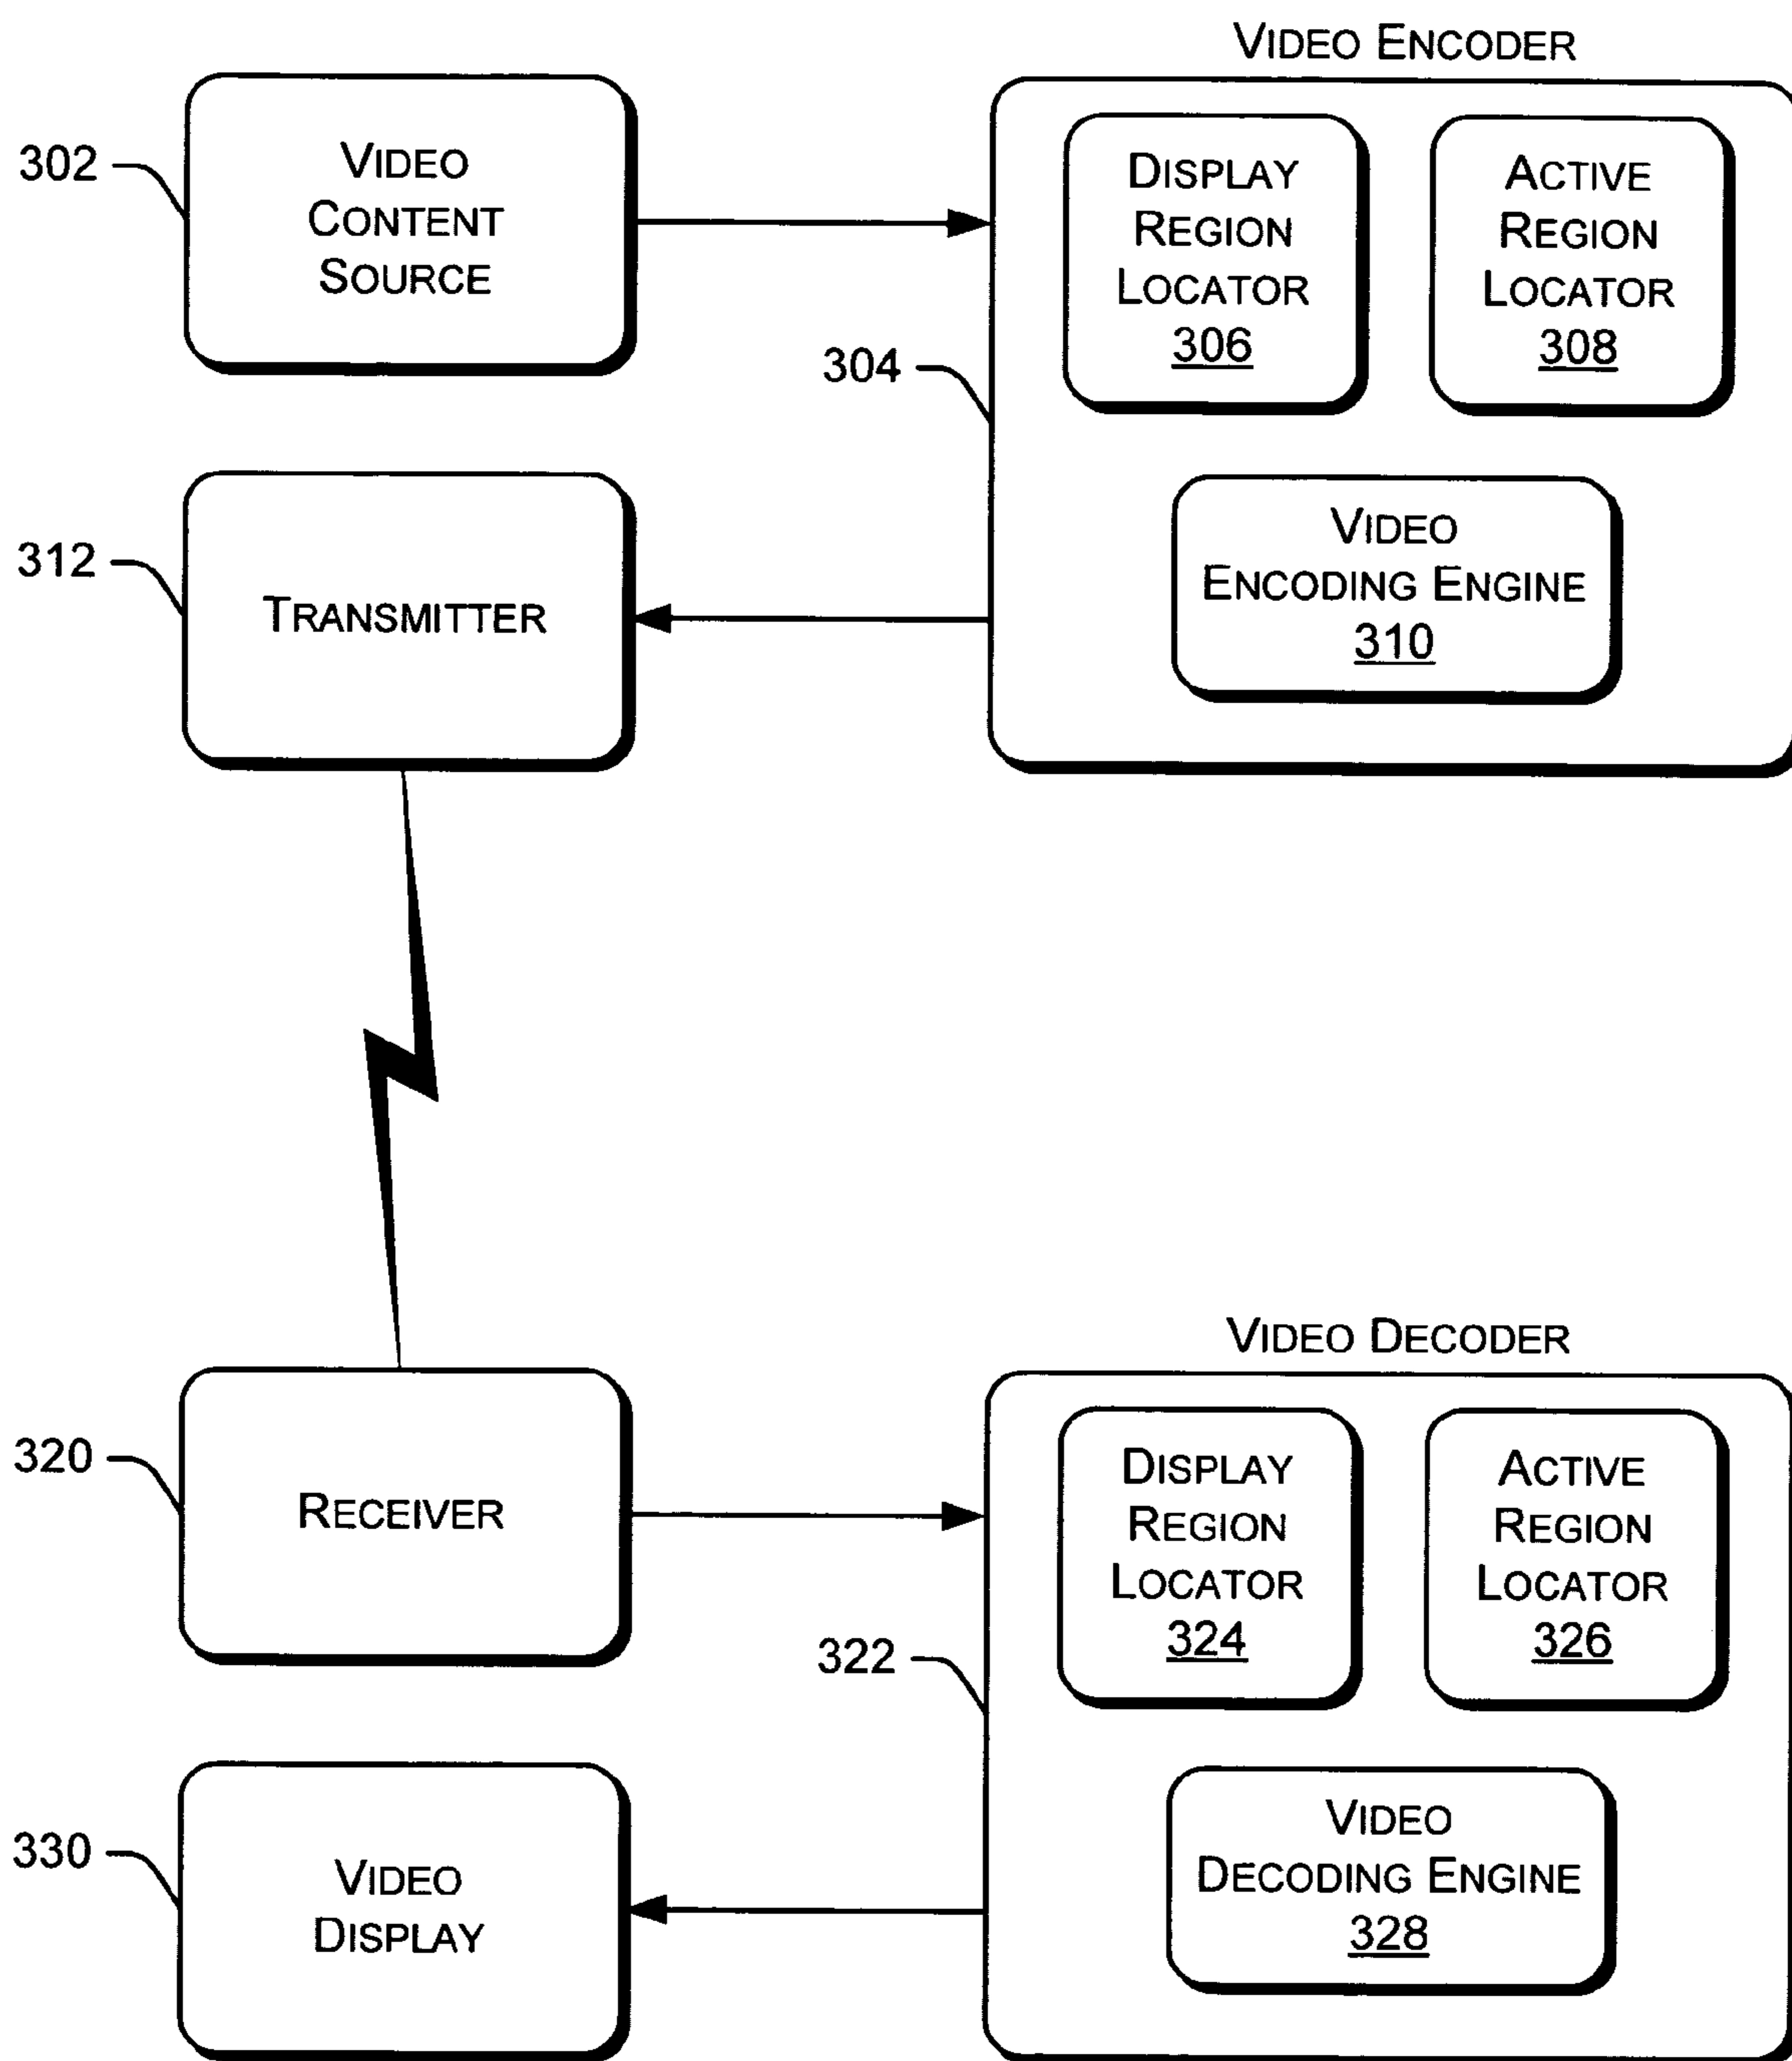 VIDEO ENCODER
302
VIDEO
CONTENT
SOURCE
DISPLAY
REGION
LOCATOR
306
ACTIVE
REGION
LOCATOR
308
304
VIDEO
ENCODING ENGINE
310
312
TRANSMITTER
VIDEO DECODER
320
RECEIVER
DISPLAY
REGION
LOCATOR
324
ACTIVE
REGION
LOCATOR
326
322
VIDEO
DECODING ENGINE
328
330
VIDEO
DISPLAY